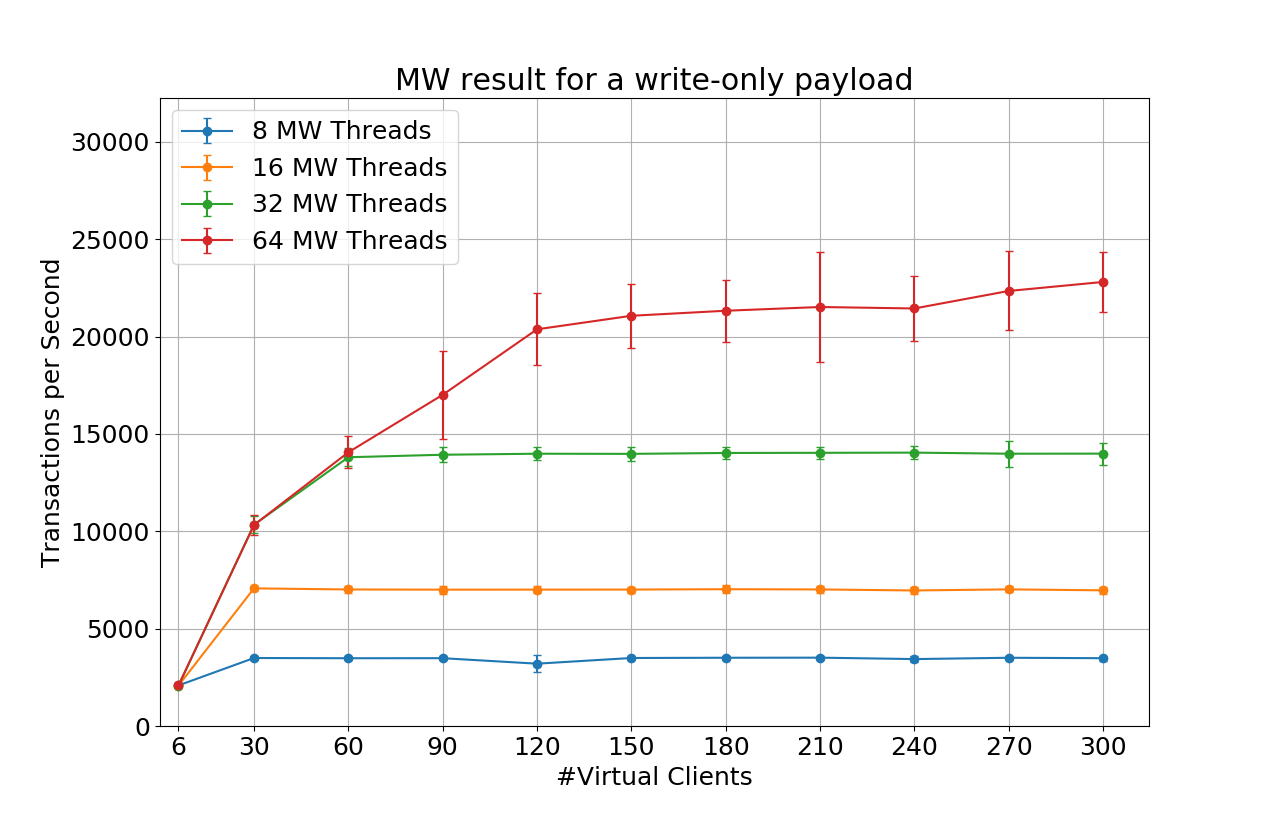 MW result for a write-only payload
8 MW Threads
16 MW Threads
32 MW Threads
64 MW Threads
Transactions per Second
30000
25000
20000
15000
10000
5000
0
6 30 60 90 120 150 180 210 240 270 300
#Virtual Clients